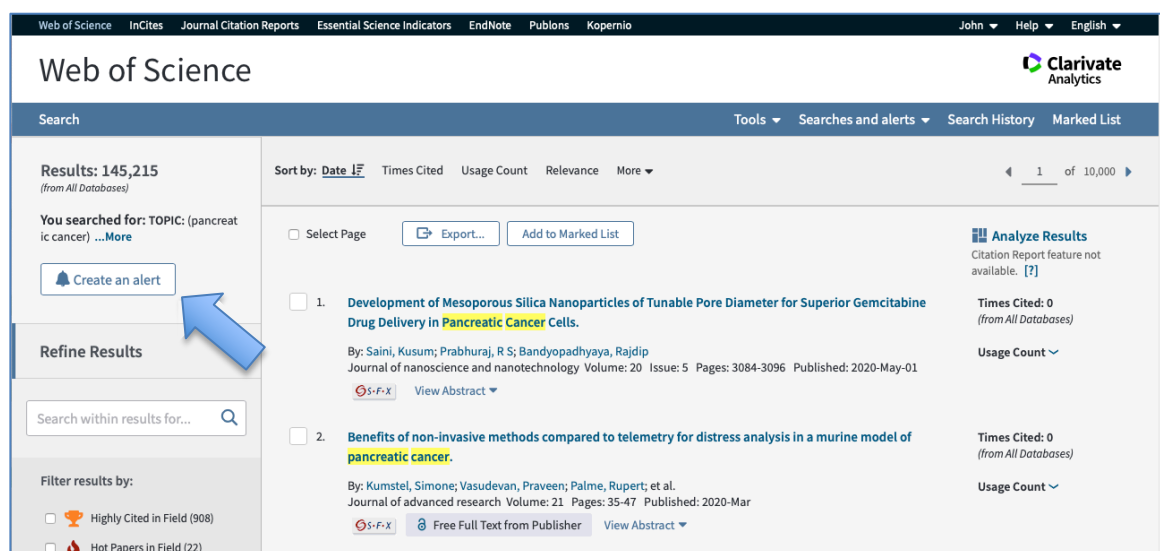 Web of Science InCites Journal Citation Reports Essential Science Indicators EndNote Publons Kopernio John Help English
Web of Science
Clarivate
Analytics
Search Tools Searches and alerts Search History Marked List
Results: 145,215
(from All Databases)
You searched for: TOPIC: (pancreat
ic cancer) ...More
Create an alert
Refine Results
Search within results for...
Filter results by:
Highly Cited in Field (908)
Hot Papers in Field (22)
Sort by: Date Times Cited Usage Count Relevance More
1 of 10,000
Select Page Export... Add to Marked List
Analyze Results
Citation Report feature not
available. [?]
1. Development of Mesoporous Silica Nanoparticles of Tunable Pore Diameter for Superior Gemcitabine
Drug Delivery in Pancreatic Cancer Cells.
By: Saini, Kusum; Prabhuraj, R S; Bandyopadhyaya, Rajdip
Journal of nanoscience and nanotechnology Volume: 20 Issue: 5 Pages: 3084-3096 Published: 2020-May-01
S·F·X View Abstract
Times Cited: 0
(from All Databases)
Usage Count
2. Benefits of non-invasive methods compared to telemetry for distress analysis in a murine model of
pancreatic cancer.
By: Kumstel, Simone; Vasudevan, Praveen; Palme, Rupert; et al.
Journal of advanced research Volume: 21 Pages: 35-47 Published: 2020-Mar
S·F·X Free Full Text from Publisher View Abstract
Times Cited: 0
(from All Databases)
Usage Count